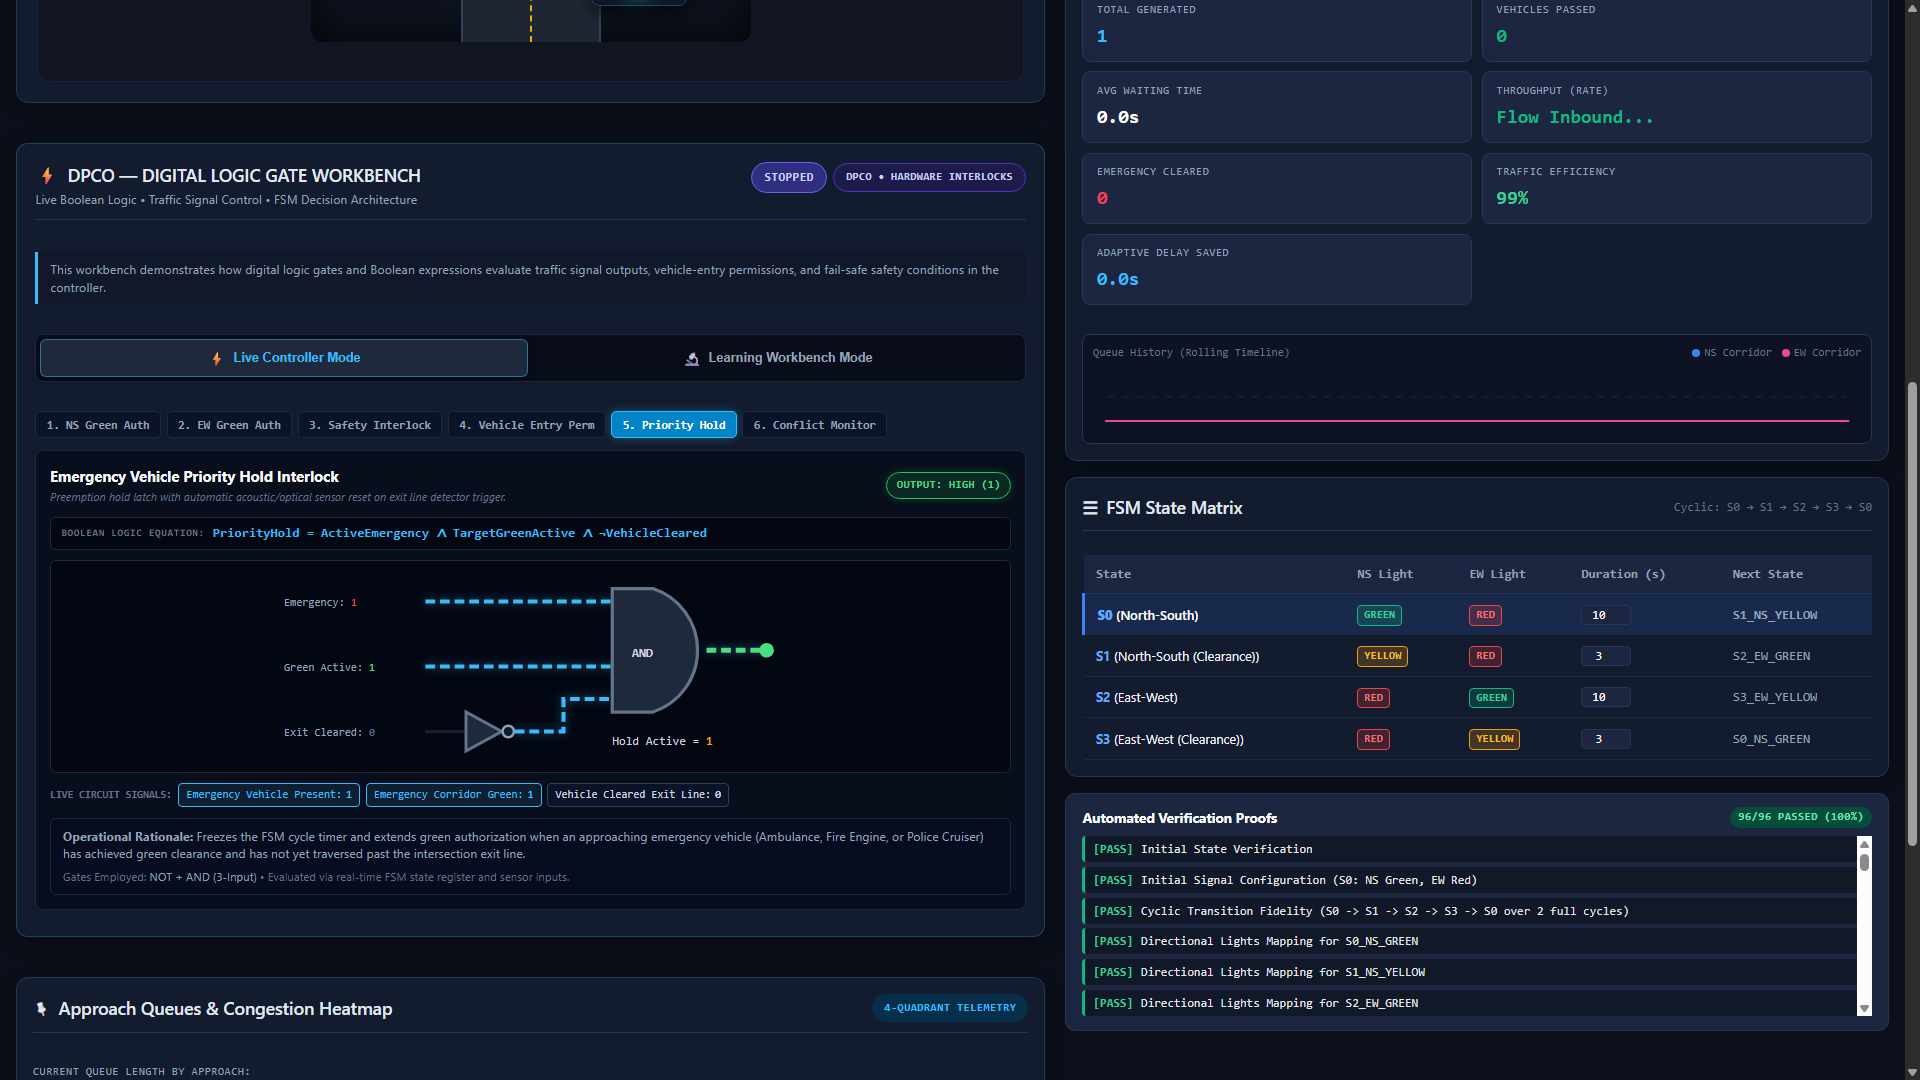 DPCO — DIGITAL LOGIC GATE WORKBENCH
STOPPED
DPCO • HARDWARE INTERLOCKS
Live Boolean Logic • Traffic Signal Control • FSM Decision Architecture
This workbench demonstrates how digital logic gates and Boolean expressions evaluate traffic signal outputs, vehicle-entry permissions, and fail-safe safety conditions in the
controller.
Live Controller Mode
Learning Workbench Mode
1. NS Green Auth
2. EW Green Auth
3. Safety Interlock
4. Vehicle Entry Perm
5. Priority Hold
6. Conflict Monitor
Emergency Vehicle Priority Hold Interlock
Preemption hold latch with automatic acoustic/optical sensor reset on exit line detector trigger.
OUTPUT: HIGH (1)
BOOLEAN LOGIC EQUATION: PriorityHold = ActiveEmergency ∧ TargetGreenActive ∧ ¬VehicleCleared
Emergency: 1
Green Active: 1
Exit Cleared: 0
AND
Hold Active = 1
LIVE CIRCUIT SIGNALS:
Emergency Vehicle Present: 1
Emergency Corridor Green: 1
Vehicle Cleared Exit Line: 0
Operational Rationale: Freezes the FSM cycle timer and extends green authorization when an approaching emergency vehicle (Ambulance, Fire Engine, or Police Cruiser)
has achieved green clearance and has not yet traversed past the intersection exit line.
Gates Employed: NOT + AND (3-Input) • Evaluated via real-time FSM state register and sensor inputs.
Approach Queues & Congestion Heatmap
4-QUADRANT TELEMETRY
CURRENT QUEUE LENGTH BY APPROACH:
TOTAL GENERATED
1
VEHICLES PASSED
0
AVG WAITING TIME
0.0s
THROUGHPUT (RATE)
Flow Inbound...
EMERGENCY CLEARED
0
TRAFFIC EFFICIENCY
99%
ADAPTIVE DELAY SAVED
0.0s
Queue History (Rolling Timeline)
NS Corridor
EW Corridor
FSM State Matrix
Cyclic: S0 → S1 → S2 → S3 → S0
State NS Light EW Light Duration (s) Next State
S0 (North-South) GREEN RED 10 S1_NS_YELLOW
S1 (North-South (Clearance)) YELLOW RED 3 S2_EW_GREEN
S2 (East-West) RED GREEN 10 S3_EW_YELLOW
S3 (East-West (Clearance)) RED YELLOW 3 S0_NS_GREEN
Automated Verification Proofs
96/96 PASSED (100%)
[PASS] Initial State Verification
[PASS] Initial Signal Configuration (S0: NS Green, EW Red)
[PASS] Cyclic Transition Fidelity (S0 -> S1 -> S2 -> S3 -> S0 over 2 full cycles)
[PASS] Directional Lights Mapping for S0_NS_GREEN
[PASS] Directional Lights Mapping for S1_NS_YELLOW
[PASS] Directional Lights Mapping for S2_EW_GREEN